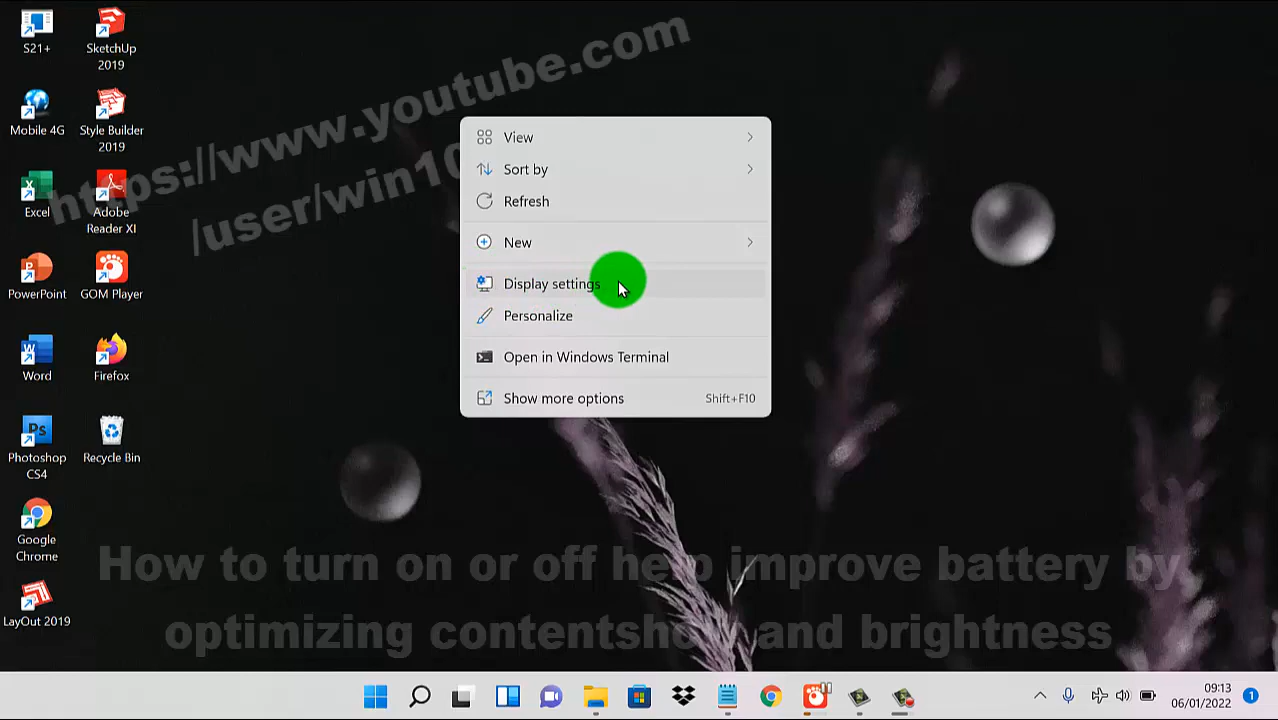 S21+
SketchUp
2019
Mobile 4G
Style Builder
2019
Excel
Adobe
Reader XI
PowerPoint
GOM Player
Word
Firefox
Photoshop
CS4
Recycle Bin
Google
Chrome
LayOut 2019
https://www.youtube.com
/user/win10
View
Sort by
Refresh
New
Display settings
Personalize
Open in Windows Terminal
Show more options Shift+F10
How to turn on or off help improve battery by
optimizing contentsho and brightness
09:13
06/01/2022
1